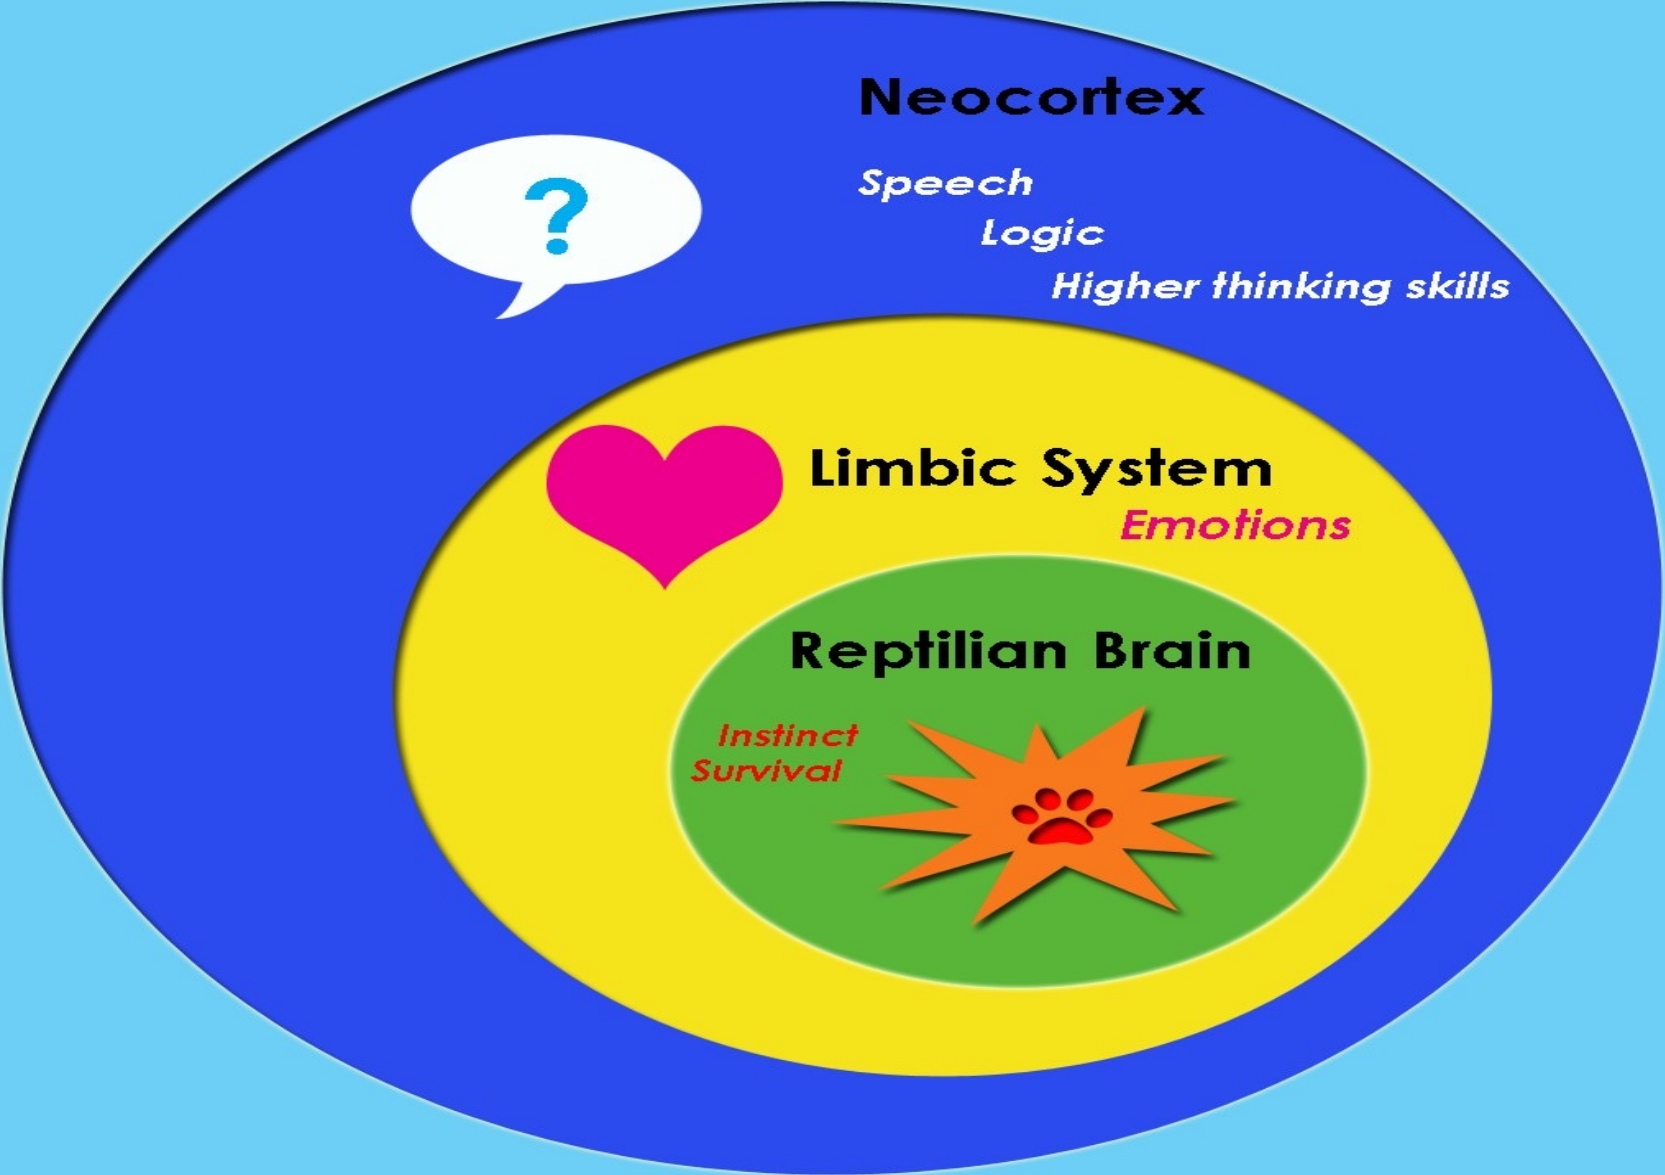 Neocortex
?
Speech
Logic
Higher thinking skills
Limbic System
Emotions
Reptilian Brain
Instinct
Survival